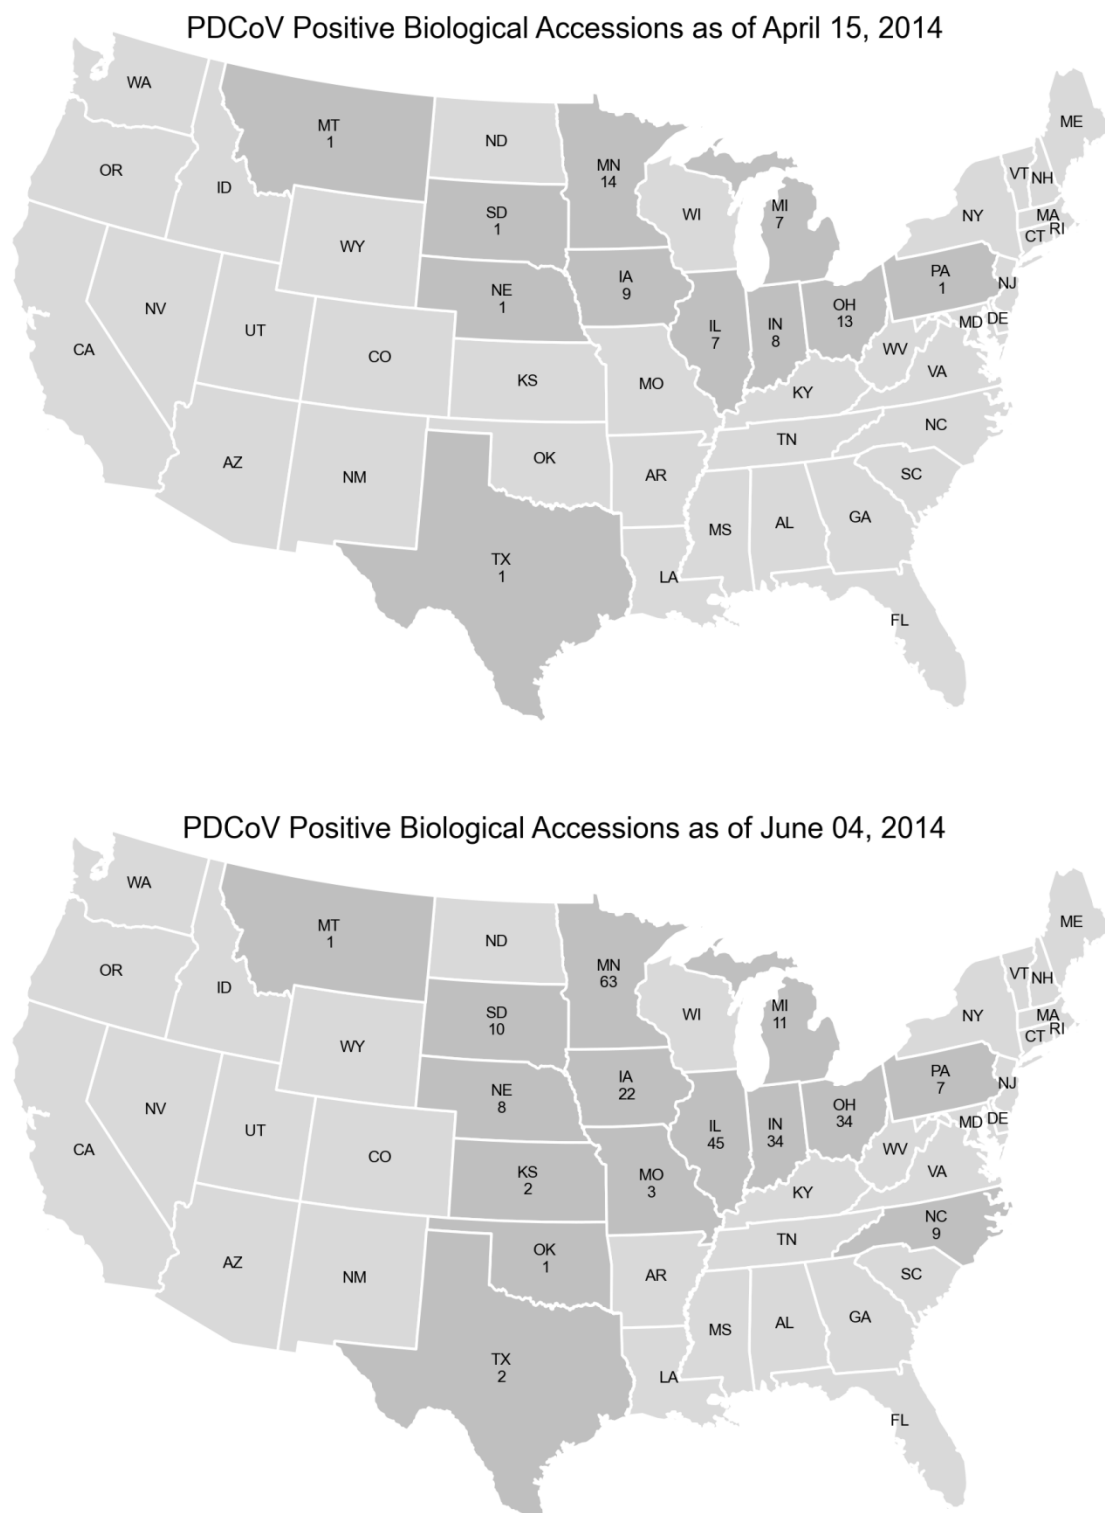 PDCoV Positive Biological Accessions as of April 15, 2014
WA
MT
1
ND
MN
14
ME
OR
ID
SD
1
WI
MI
7
VT
NH
NY
MA
RI
CT
WY
NE
1
IA
9
PA
1
NJ
NV
UT
CO
IL
7
IN
8
OH
13
MD
DE
CA
KS
MO
WV
VA
KY
NC
TN
AZ
NM
OK
AR
SC
MS
AL
GA
TX
1
LA
FL
PDCoV Positive Biological Accessions as of June 04, 2014
WA
MT
1
ND
MN
63
ME
OR
ID
SD
10
WI
MI
11
VT
NH
NY
MA
RI
CT
WY
NE
8
IA
22
PA
7
NJ
NV
UT
CO
IL
45
IN
34
OH
34
MD
DE
CA
KS
2
MO
3
WV
VA
KY
NC
9
TN
AZ
NM
OK
1
AR
SC
MS
AL
GA
TX
2
LA
FL